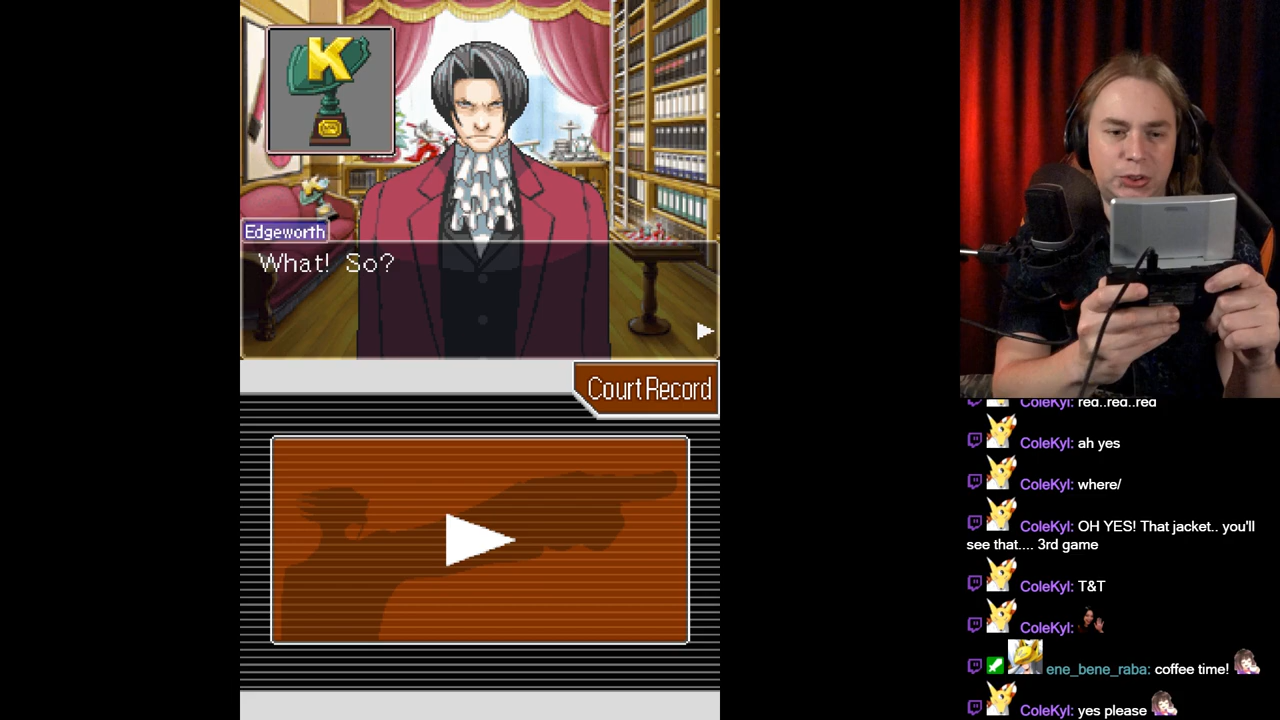 K
Edgeworth
What! So?
Court Record
ColeKyl: red..red..red
ColeKyl: ah yes
ColeKyl: where/
ColeKyl: OH YES! That jacket.. you'll
see that.... 3rd game
ColeKyl: T&T
ColeKyl:
ene_bene_raba: coffee time!
ColeKyl: yes please